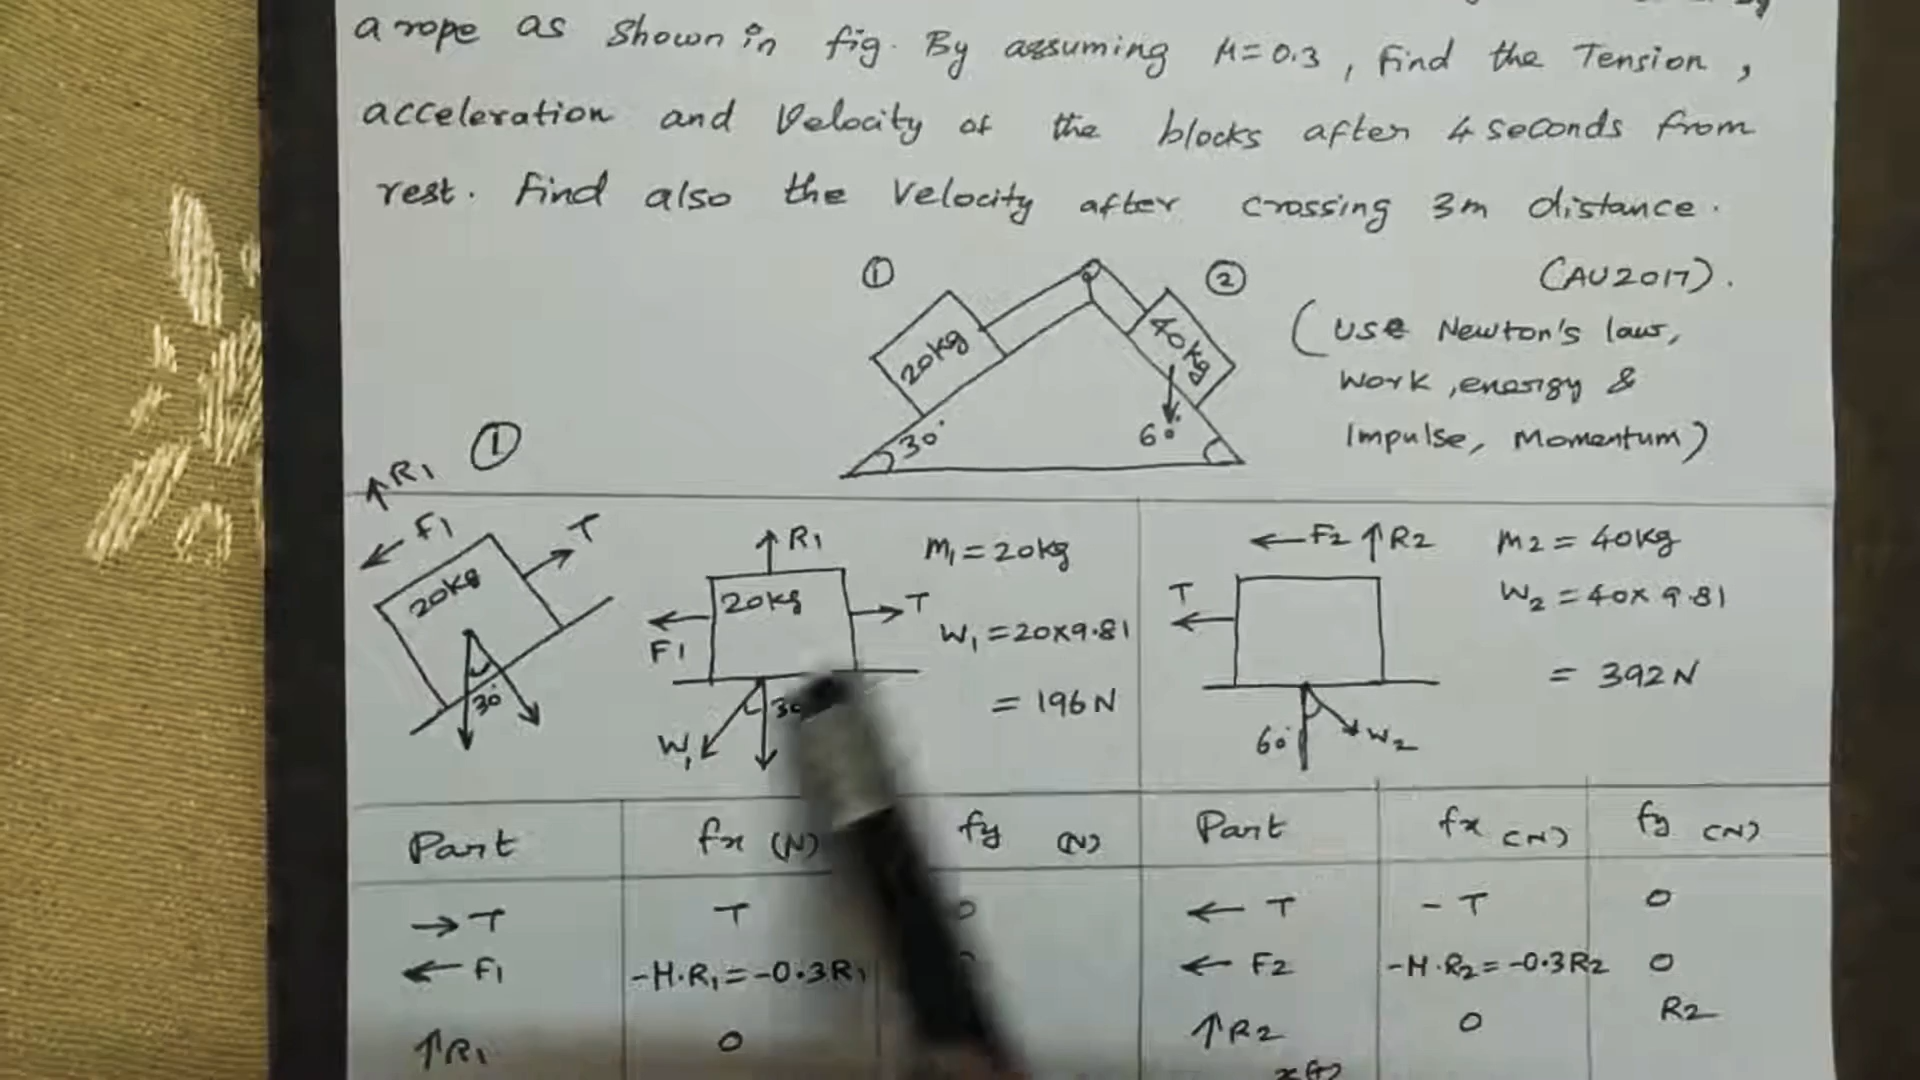 a rope as shown in fig. By assuming μ=0.3, find the Tension,
acceleration and Velocity of the blocks after 4 seconds from
rest. Find also the Velocity after crossing 3m distance.
(AU2017).
① ②
20kg 40kg
30° 60°
(Use Newton's law,
Work, energy &
Impulse, Momentum)
①
↑R1
←F1
T
20kg
30°
↑R1
20kg
F1
→T
W1
M1 = 20kg
W1 = 20×9.81
= 196N
←F2 ↑R2
T
60°
W2
M2 = 40kg
W2 = 40×9.81
= 392N
Part fx (N) fy (N) Part fx (N) fy (N)
→T T 0 ←T -T 0
←F1 -μ.R1=-0.3R1 ←F2 -μ.R2=-0.3R2 0
↑R1 0 ↑R2 0 R2